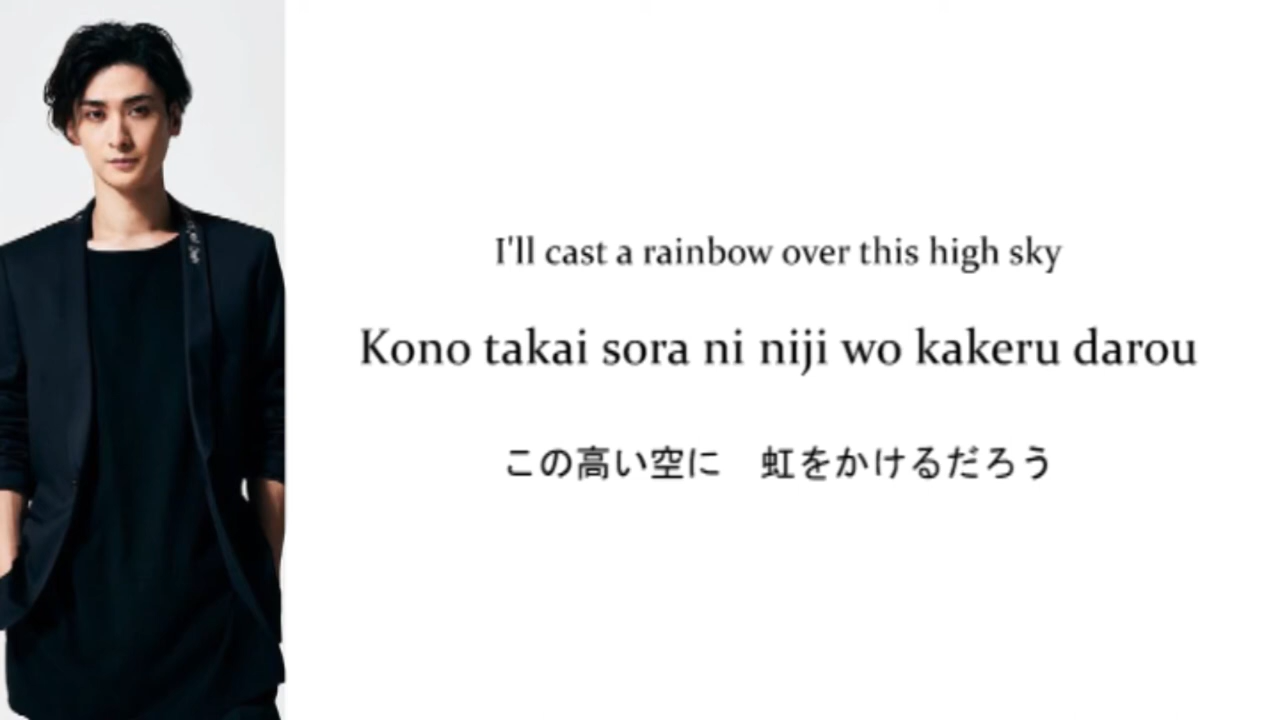 I'll cast a rainbow over this high sky
Kono takai sora ni niji wo kakeru darou
この高い空に　虹をかけるだろう